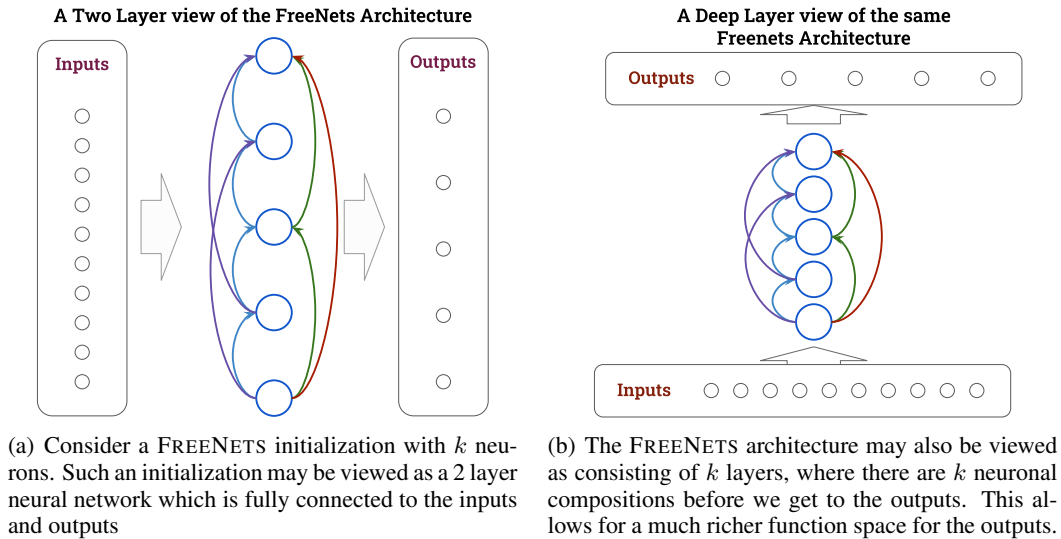 A Two Layer view of the FreeNets Architecture
Inputs
Outputs
(a) Consider a FREENETS initialization with k neu-
rons. Such an initialization may be viewed as a 2 layer
neural network which is fully connected to the inputs
and outputs
A Deep Layer view of the same
Freenets Architecture
Outputs
Inputs
(b) The FREENETS architecture may also be viewed
as consisting of k layers, where there are k neuronal
compositions before we get to the outputs. This al-
lows for a much richer function space for the outputs.